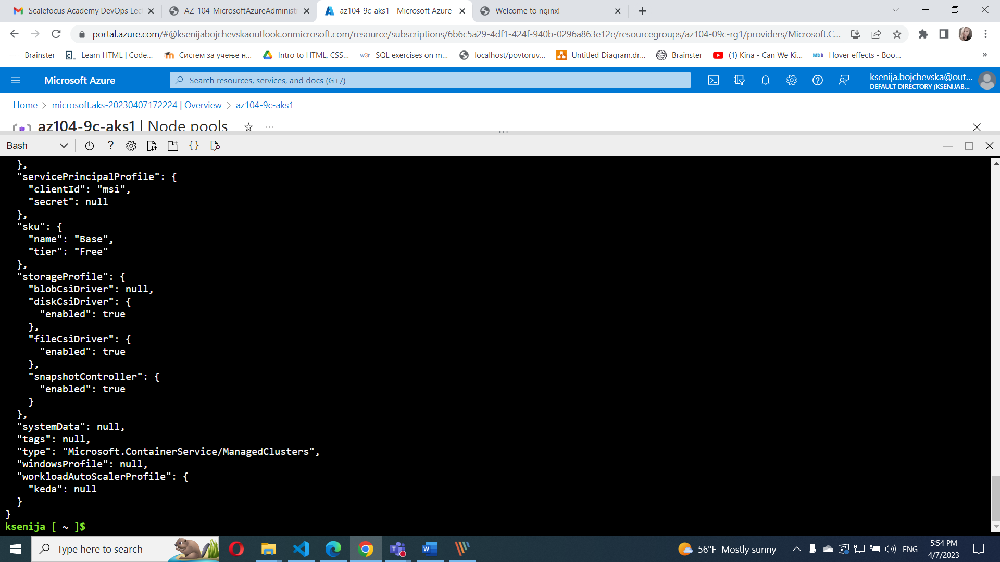 Scalefocus Academy DevOps Lec
AZ-104-MicrosoftAzureAdministr
az104-9c-aks1 - Microsoft Azure
Welcome to nginx!
portal.azure.com/#@ksenijabojchevskaoutlook.onmicrosoft.com/resource/subscriptions/6b6c5a29-4df1-424f-940b-0296a863e12e/resourcegroups/az104-09c-rg1/providers/Microsoft.C...
Brainster
Learn HTML | Code...
Систем за учење н...
Intro to HTML, CSS...
w3r SQL exercises on m...
localhost/povtoruv...
Untitled Diagram.dr...
Brainster
(1) Kina - Can We Ki...
MDB Hover effects - Boo...
»
Microsoft Azure
Search resources, services, and docs (G+/)
ksenija.bojchevska@out...
DEFAULT DIRECTORY (KSENIJAB...
Home > microsoft.aks-20230407172224 | Overview > az104-9c-aks1
az104-9c-aks1 | Node pools
Bash
},
"servicePrincipalProfile": {
"clientId": "msi",
"secret": null
},
"sku": {
"name": "Base",
"tier": "Free"
},
"storageProfile": {
"blobCsiDriver": null,
"diskCsiDriver": {
"enabled": true
},
"fileCsiDriver": {
"enabled": true
},
"snapshotController": {
"enabled": true
}
},
"systemData": null,
"tags": null,
"type": "Microsoft.ContainerService/ManagedClusters",
"windowsProfile": null,
"workloadAutoScalerProfile": {
"keda": null
}
}
ksenija [ ~ ]$
Type here to search
56°F Mostly sunny
ENG
5:54 PM
4/7/2023